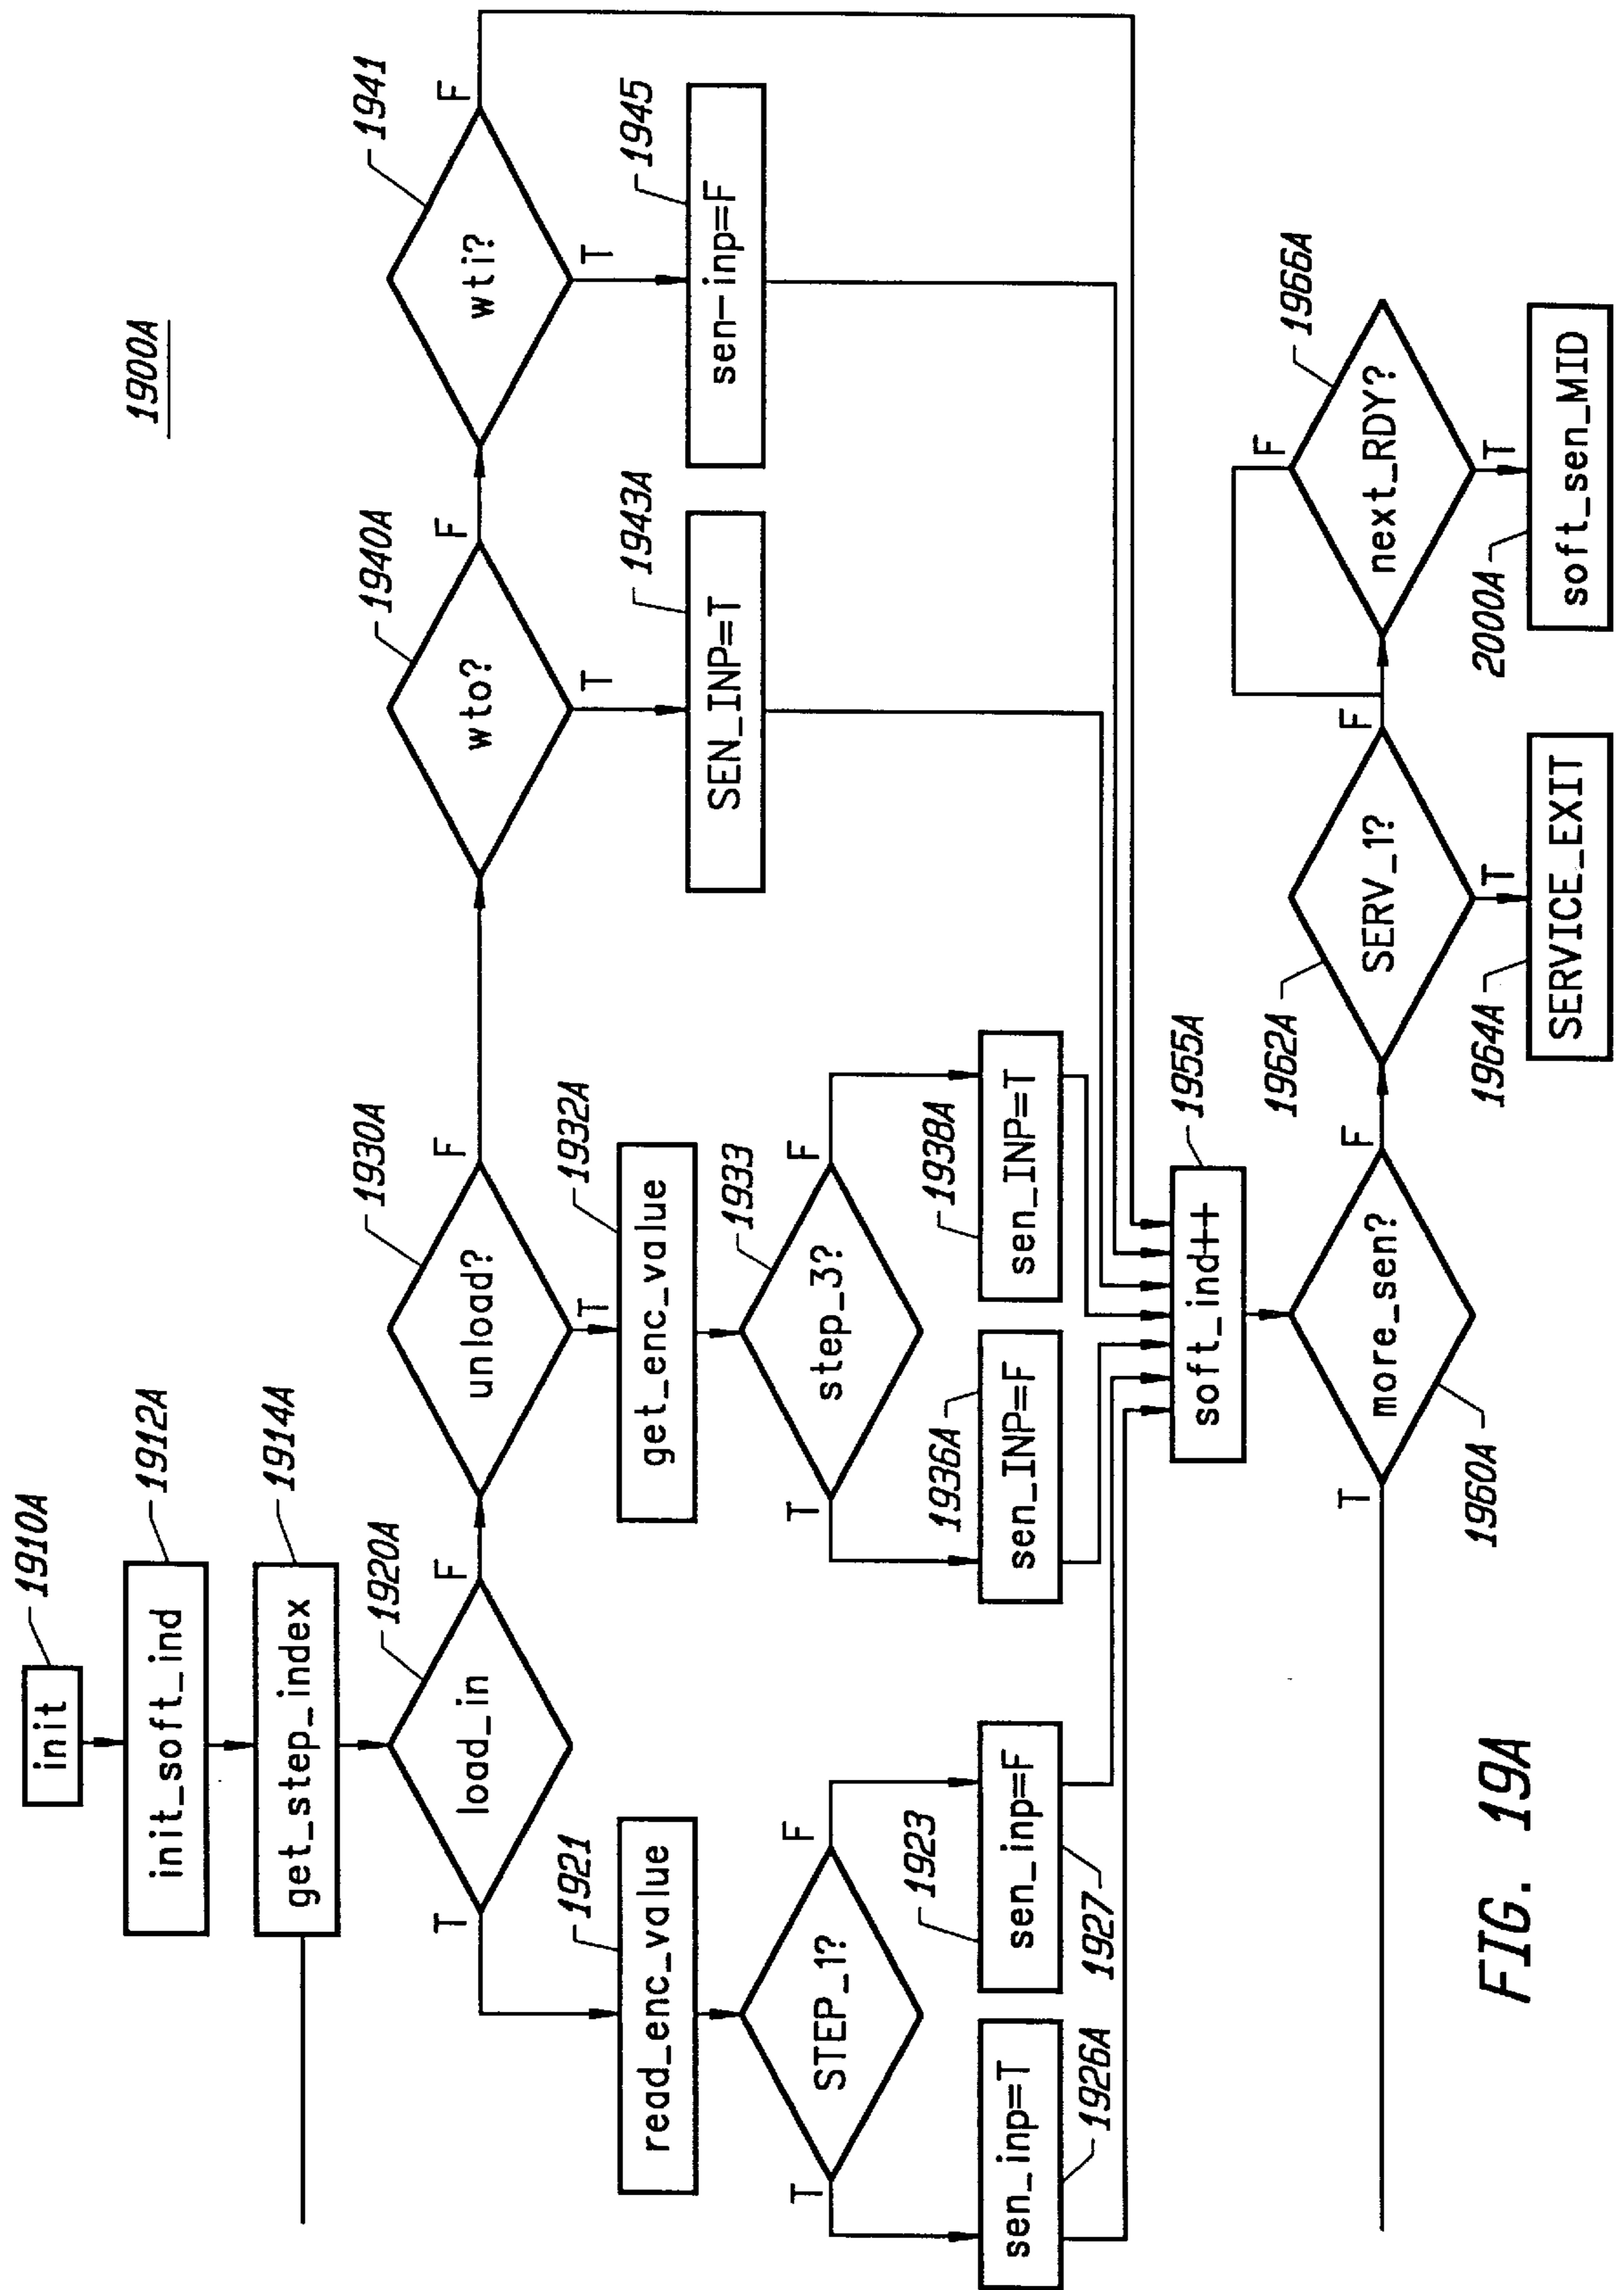 1900A
init
1910A
init_soft_ind
1912A
get_step_index
1914A
load_in
1920A
T
F
unload?
1930A
T
F
wto?
1940A
T
F
wti?
1941
T
F
read_enc_value
1921
get_enc_value
1932A
SEN_INP=T
1943A
sen-inp=F
1945
STEP_1?
1923
T
F
step_3?
1933
T
F
sen_inp=T
1926A
sen_inp=F
1927
sen_INP=F
1936A
sen_INP=T
1938A
soft_ind++
1955A
more_sen?
1960A
T
F
SERV_1?
1962A
T
F
next_RDY?
1966A
T
F
SERVICE_EXIT
1964A
soft_sen_MID
2000A
FIG. 19A